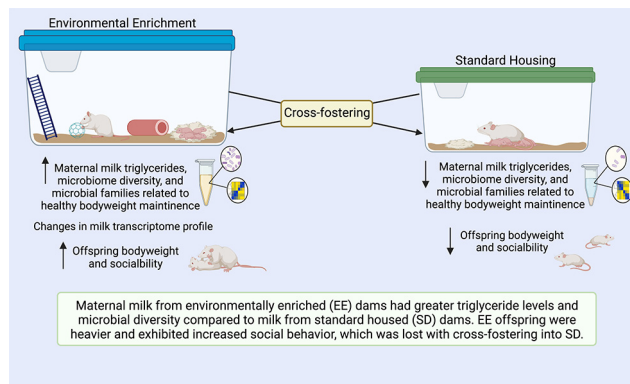 Environmental Enrichment
Standard Housing
Cross-fostering
Maternal milk triglycerides,
microbiome diversity, and
microbial families related to
healthy bodyweight maintinence
Changes in milk transcriptome profile
Offspring bodyweight
and socialbility
Maternal milk triglycerides,
microbiome diversity, and
microbial families related to
healthy bodyweight maintinence
Offspring bodyweight
and socialbility
Maternal milk from environmentally enriched (EE) dams had greater triglyceride levels and
microbial diversity compared to milk from standard housed (SD) dams. EE offspring were
heavier and exhibited increased social behavior, which was lost with cross-fostering into SD.